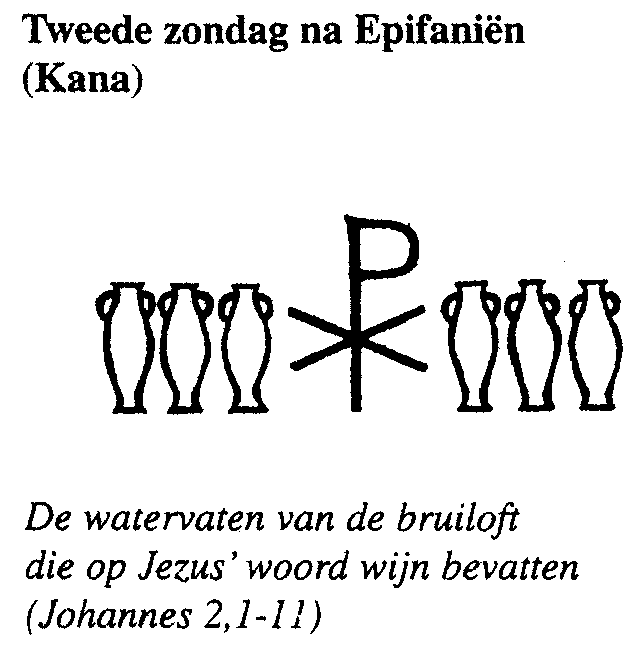 Tweede zondag na Epifaniën
(Kana)
De watervaten van de bruiloft
die op Jezus' woord wijn bevatten
(Johannes 2,1-11)